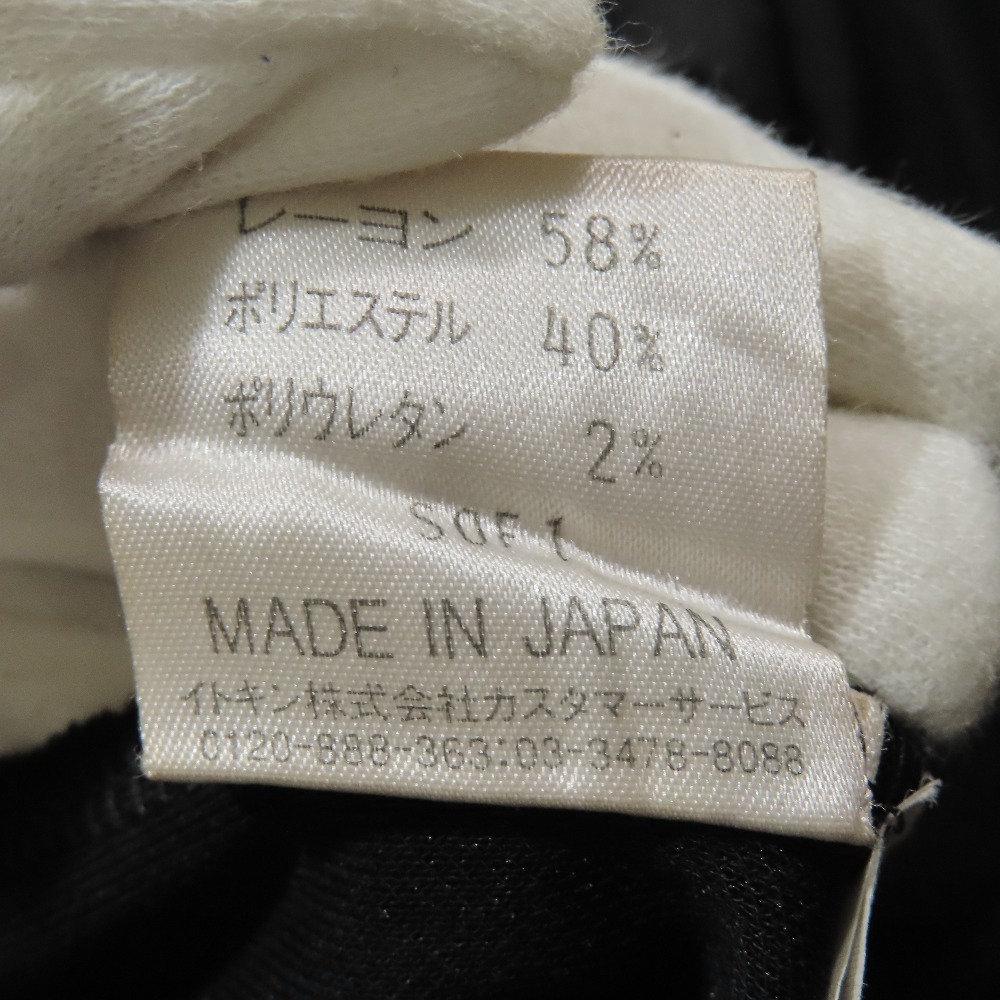 レーヨン 58%
ポリエステル 40%
ポリウレタン 2%
MADE IN JAPAN
イトキン株式会社カスタマーサービス
0120-888-363:03-3478-8088